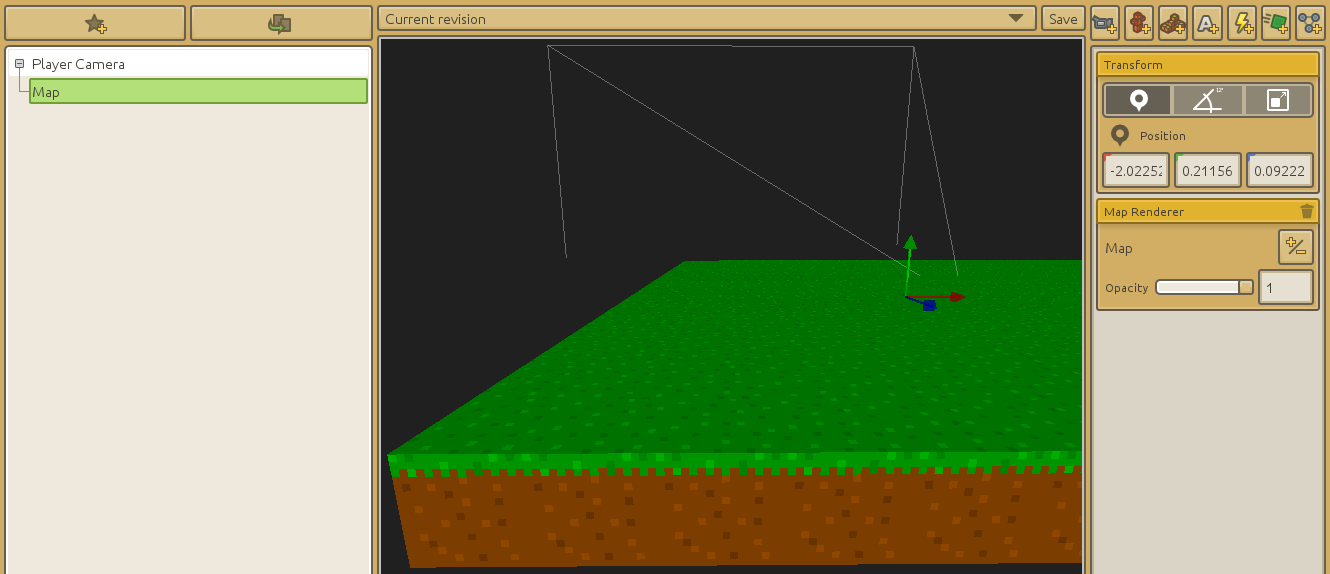 Current revision
Save
Player Camera
Map
Transform
12°
Position
-2.02252
0.21156
0.09222
Map Renderer
Map
Opacity
1